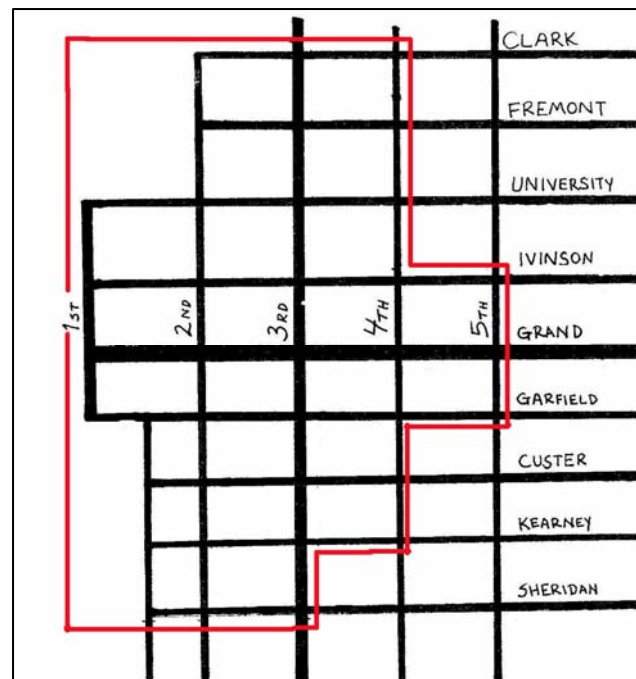 CLARK
FREMONT
UNIVERSITY
IVINSON
1ST
2ND
3RD
4TH
5TH
GRAND
GARFIELD
CUSTER
KEARNEY
SHERIDAN